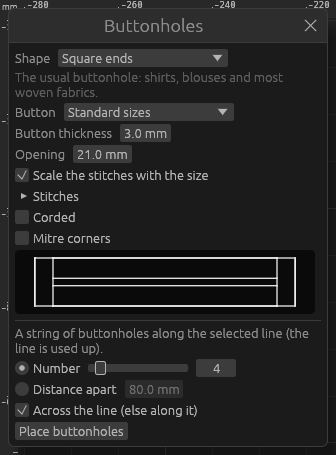 mm -280 -260 -240 -220
Buttonholes
Shape Square ends
The usual buttonhole: shirts, blouses and most
woven fabrics.
Button Standard sizes
Button thickness 3.0 mm
Opening 21.0 mm
Scale the stitches with the size
Stitches
Corded
Mitre corners
A string of buttonholes along the selected line (the
line is used up).
Number 4
Distance apart 80.0 mm
Across the line (else along it)
Place buttonholes